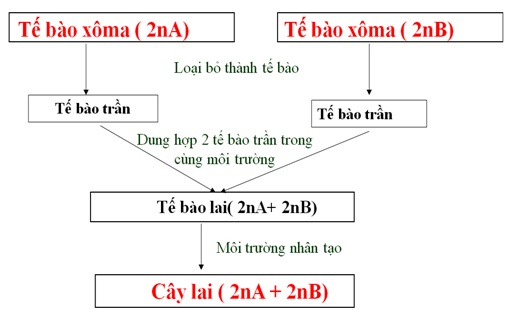 Tế bào xôma ( 2nA)
Tế bào xôma ( 2nB)
Loại bỏ thành tế bào
Tế bào trần
Tế bào trần
Dung hợp 2 tế bào trần trong
cùng môi trường
Tế bào lai( 2nA+ 2nB)
Môi trường nhân tạo
Cây lai ( 2nA + 2nB)